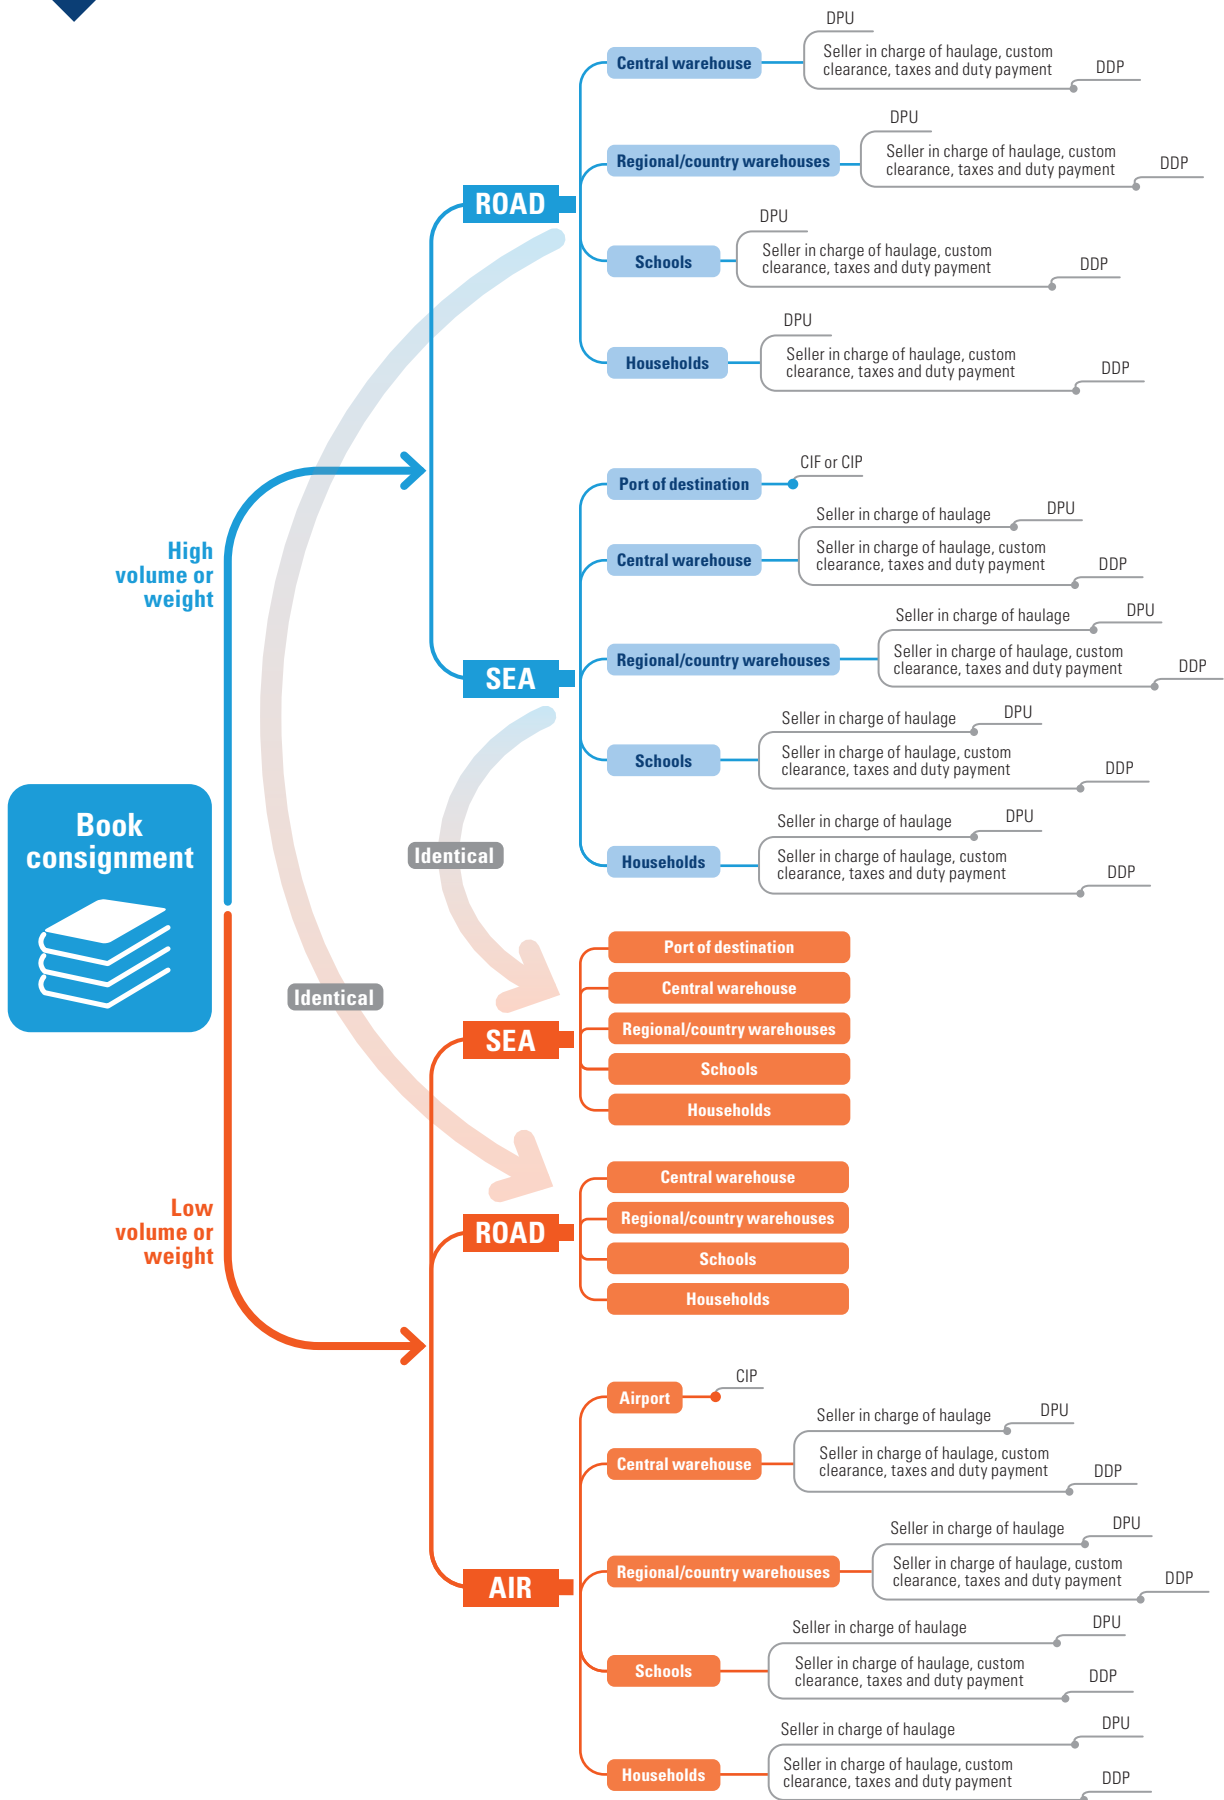 DPU
Central warehouse
Seller in charge of haulage, custom
clearance, taxes and duty payment
DDP
DPU
Regional/country warehouses
Seller in charge of haulage, custom
clearance, taxes and duty payment
DDP
ROAD
DPU
Schools
Seller in charge of haulage, custom
clearance, taxes and duty payment
DDP
DPU
Households
Seller in charge of haulage, custom
clearance, taxes and duty payment
DDP
High
volume or
weight
Port of destination
CIF or CIP
Central warehouse
Seller in charge of haulage
DPU
Seller in charge of haulage, custom
clearance, taxes and duty payment
DDP
SEA
Regional/country warehouses
Seller in charge of haulage
DPU
Seller in charge of haulage, custom
clearance, taxes and duty payment
DDP
Schools
Seller in charge of haulage
DPU
Seller in charge of haulage, custom
clearance, taxes and duty payment
DDP
Households
Seller in charge of haulage
DPU
Seller in charge of haulage, custom
clearance, taxes and duty payment
DDP
Book
consignment
Identical
Identical
SEA
Port of destination
Central warehouse
Regional/country warehouses
Schools
Households
Low
volume or
weight
ROAD
Central warehouse
Regional/country warehouses
Schools
Households
AIR
Airport
CIP
Central warehouse
Seller in charge of haulage
DPU
Seller in charge of haulage, custom
clearance, taxes and duty payment
DDP
Regional/country warehouses
Seller in charge of haulage
DPU
Seller in charge of haulage, custom
clearance, taxes and duty payment
DDP
Schools
Seller in charge of haulage
DPU
Seller in charge of haulage, custom
clearance, taxes and duty payment
DDP
Households
Seller in charge of haulage
DPU
Seller in charge of haulage, custom
clearance, taxes and duty payment
DDP